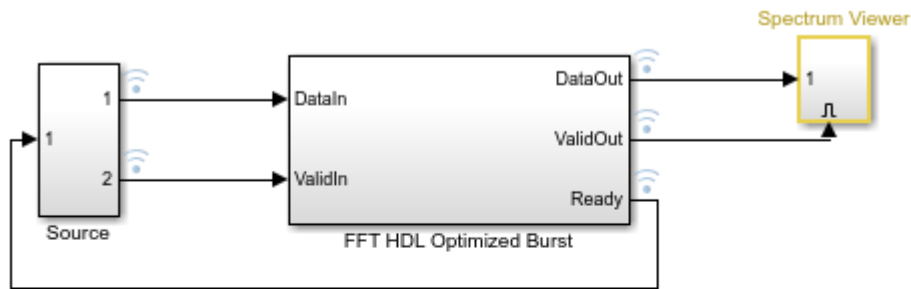 Spectrum Viewer
1
1
2
Source
DataIn
ValidIn
DataOut
ValidOut
Ready
FFT HDL Optimized Burst
1